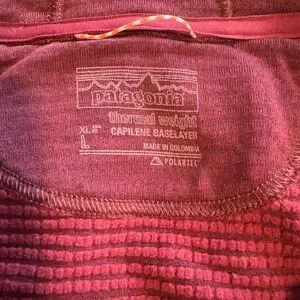 patagonia
thermal weight
CAPILENE BASELAYER
XL
L
MADE IN COLOMBIA
POLARTEC